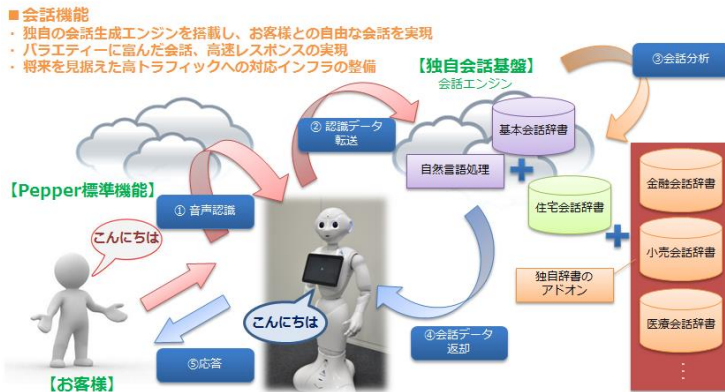 ■会話機能
・ 独自の会話生成エンジンを搭載し、お客様との自由な会話を実現
・ バラエティーに富んだ会話、高速レスポンスの実現
・ 将来を見据えた高トラフィックへの対応インフラの整備
【独自会話基盤】
会話エンジン
③会話分析
② 認識データ
転送
基本会話辞書
自然言語処理
【Pepper標準機能】
① 音声認識
金融会話辞書
住宅会話辞書
こんにちは
小売会話辞書
独自辞書の
アドオン
こんにちは
医療会話辞書
④会話データ
返却
⑤応答
【お客様】